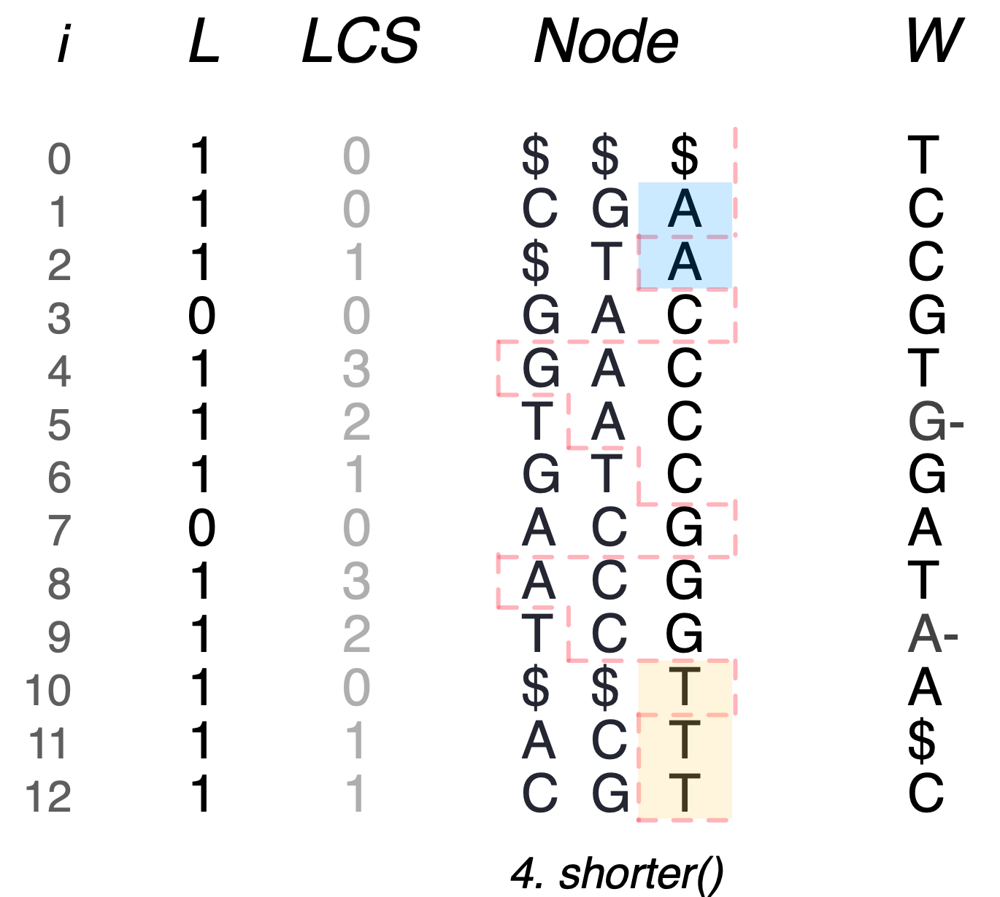 i L LCS Node W
0 1 0 $ $ $ T
1 1 0 C G A C
2 1 1 $ T A C
3 0 0 G A C G
4 1 3 G A C T
5 1 2 T A C G-
6 1 1 G T C G
7 0 0 A C G A
8 1 3 A C G T
9 1 2 T C G A-
10 1 0 $ $ T A
11 1 1 A C T $
12 1 1 C G T C
4. shorter()